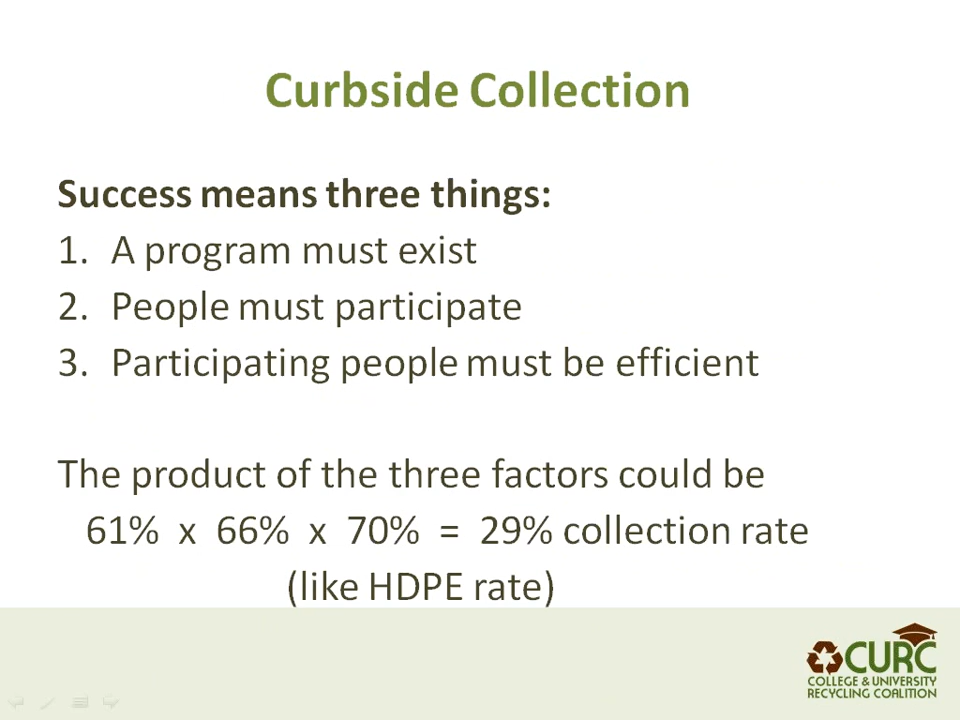 Curbside Collection
Success means three things:
1. A program must exist
2. People must participate
3. Participating people must be efficient
The product of the three factors could be
61% x 66% x 70% = 29% collection rate
(like HDPE rate)
CURC
COLLEGE & UNIVERSITY
RECYCLING COALITION